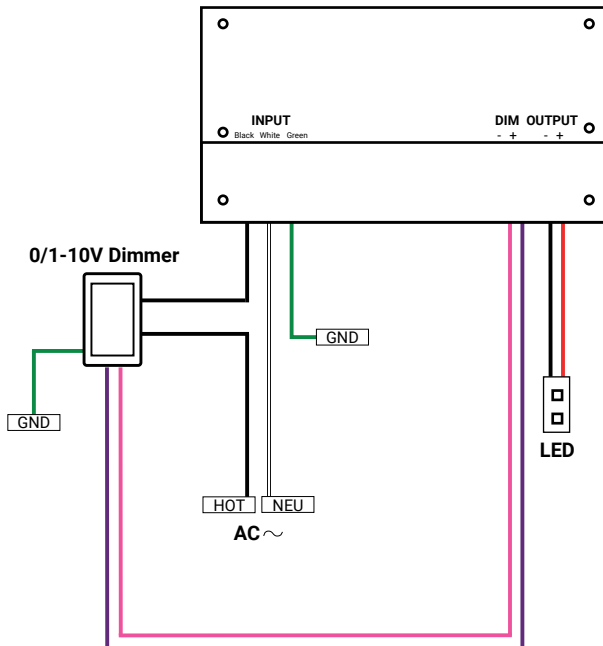 INPUT
Black White Green
DIM OUTPUT
- + - +
0/1-10V Dimmer
GND
GND
LED
HOT NEU
AC ~